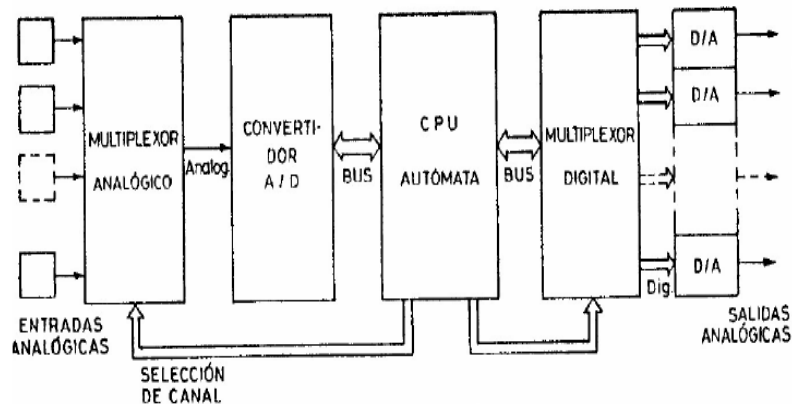 MULTIPLEXOR
ANALÓGICO
Analog.
CONVERTI-
DOR
A/D
BUS
CPU
AUTÓMATA
BUS
MULTIPLEXOR
DIGITAL
D/A
D/A
D/A
Dig.
ENTRADAS
ANALÓGICAS
SALIDAS
ANALÓGICAS
SELECCIÓN
DE CANAL